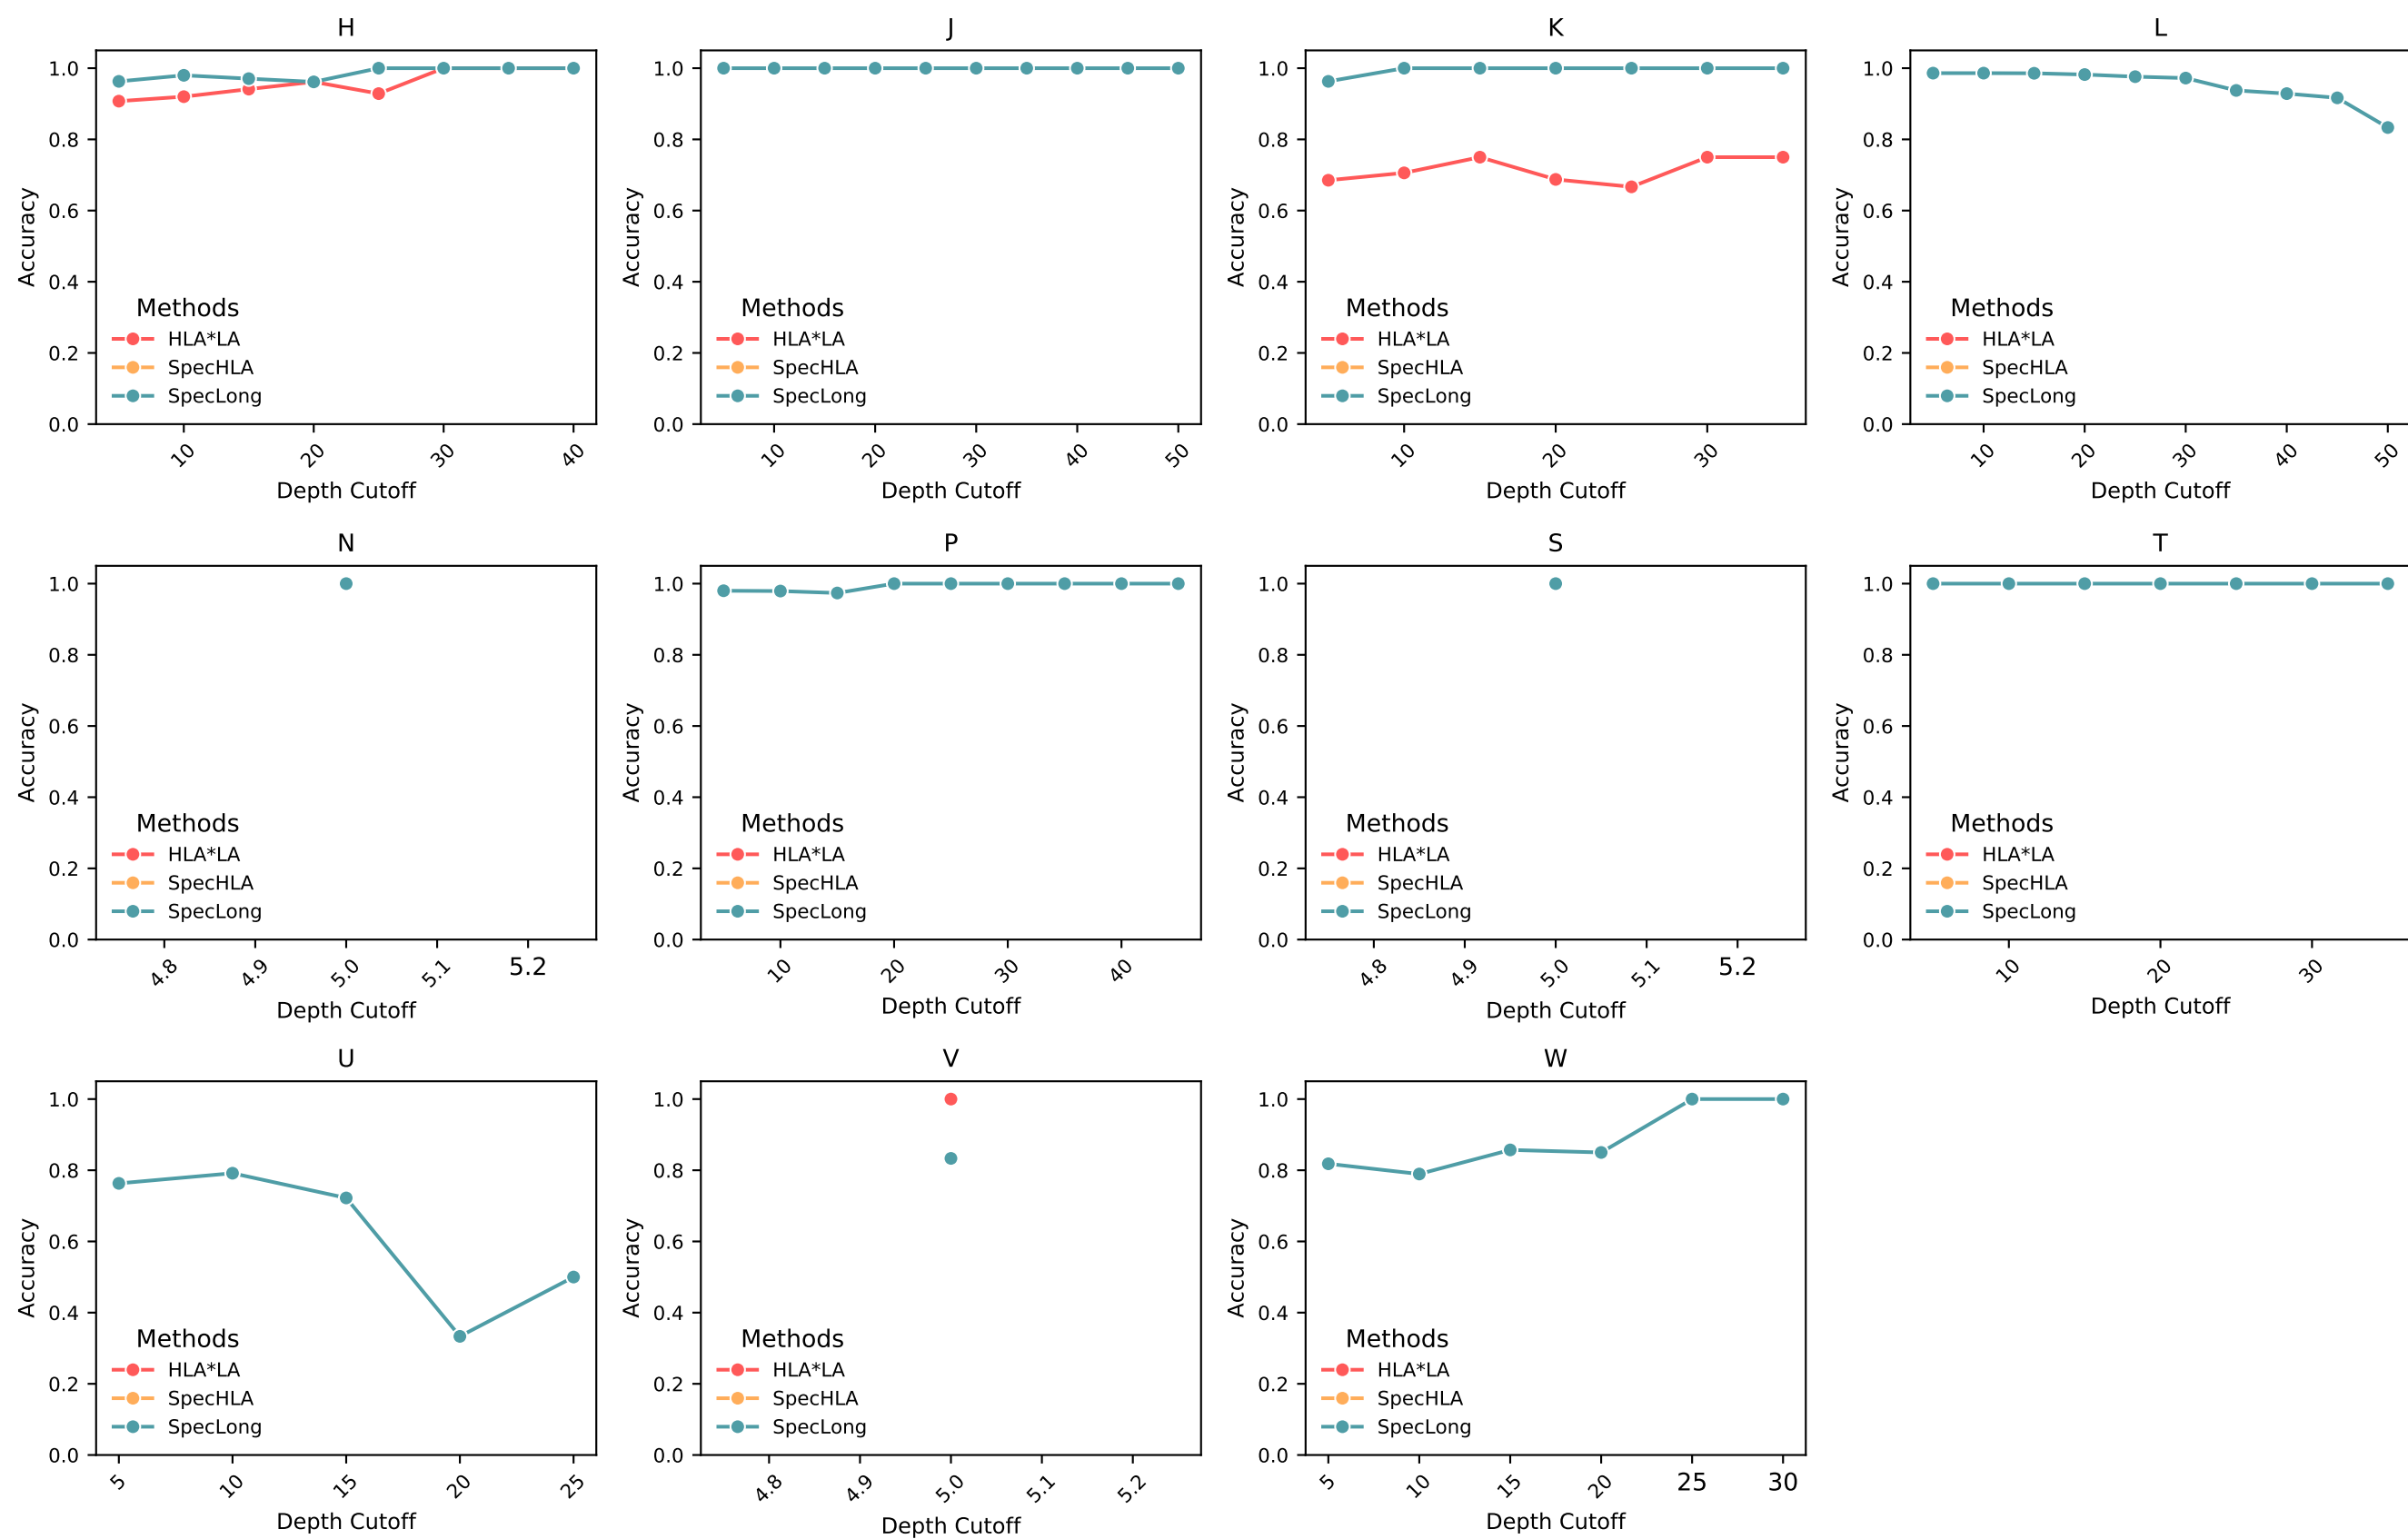 H
1.0
0.8
0.6
0.4
0.2
0.0
Accuracy
Methods
HLA*LA
SpecHLA
SpecLong
10 20 30 40
Depth Cutoff
J
1.0
0.8
0.6
0.4
0.2
0.0
Accuracy
Methods
HLA*LA
SpecHLA
SpecLong
10 20 30 40 50
Depth Cutoff
K
1.0
0.8
0.6
0.4
0.2
0.0
Accuracy
Methods
HLA*LA
SpecHLA
SpecLong
10 20 30
Depth Cutoff
L
1.0
0.8
0.6
0.4
0.2
0.0
Accuracy
Methods
HLA*LA
SpecHLA
SpecLong
10 20 30 40 50
Depth Cutoff
N
1.0
0.8
0.6
0.4
0.2
0.0
Accuracy
Methods
HLA*LA
SpecHLA
SpecLong
4.8 4.9 5.0 5.1 5.2
Depth Cutoff
P
1.0
0.8
0.6
0.4
0.2
0.0
Accuracy
Methods
HLA*LA
SpecHLA
SpecLong
10 20 30 40
Depth Cutoff
S
1.0
0.8
0.6
0.4
0.2
0.0
Accuracy
Methods
HLA*LA
SpecHLA
SpecLong
4.8 4.9 5.0 5.1 5.2
Depth Cutoff
T
1.0
0.8
0.6
0.4
0.2
0.0
Accuracy
Methods
HLA*LA
SpecHLA
SpecLong
10 20 30
Depth Cutoff
U
1.0
0.8
0.6
0.4
0.2
0.0
Accuracy
Methods
HLA*LA
SpecHLA
SpecLong
5 10 15 20 25
Depth Cutoff
V
1.0
0.8
0.6
0.4
0.2
0.0
Accuracy
Methods
HLA*LA
SpecHLA
SpecLong
4.8 4.9 5.0 5.1 5.2
Depth Cutoff
W
1.0
0.8
0.6
0.4
0.2
0.0
Accuracy
Methods
HLA*LA
SpecHLA
SpecLong
5 10 15 20 25 30
Depth Cutoff